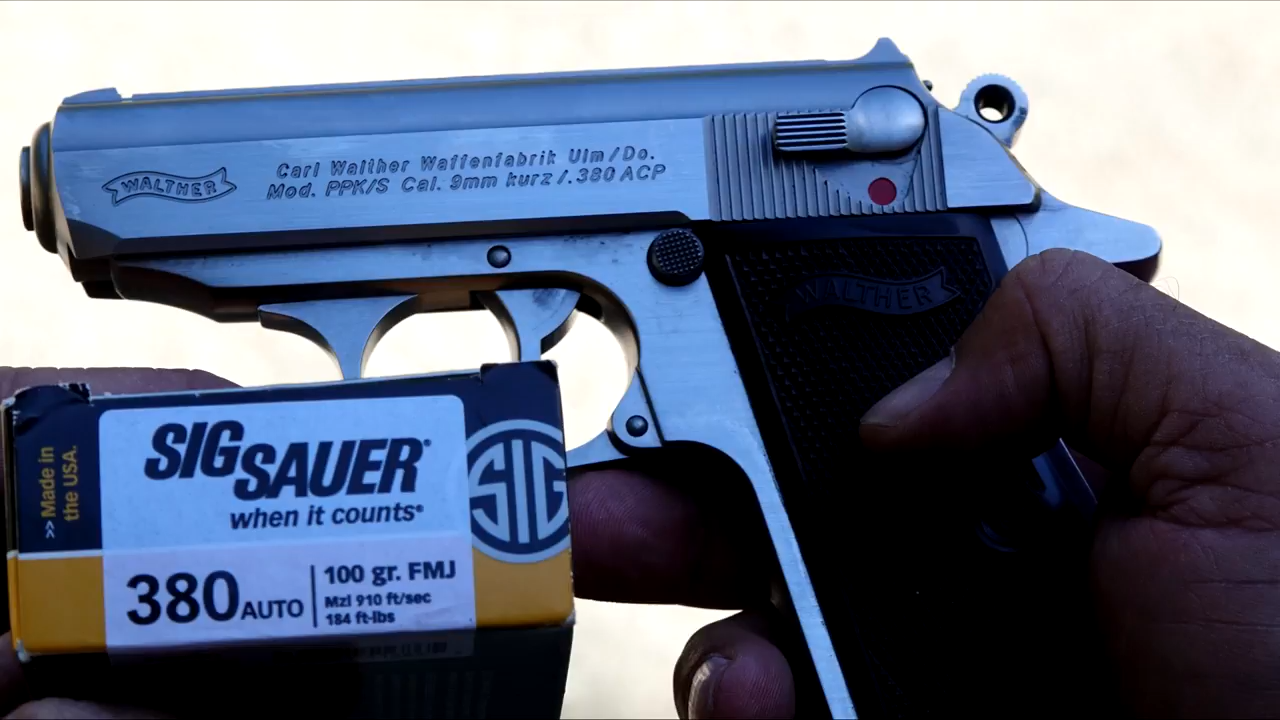 WALTHER
Carl Walther Waffenfabrik Ulm/Do.
Mod. PPK/S Cal. 9mm kurz/.380 ACP
WALTHER
>> Made in
the USA.
SIG SAUER®
when it counts®
SIG
380 AUTO
100 gr. FMJ
Mzl 910 ft/sec
184 ft-lbs